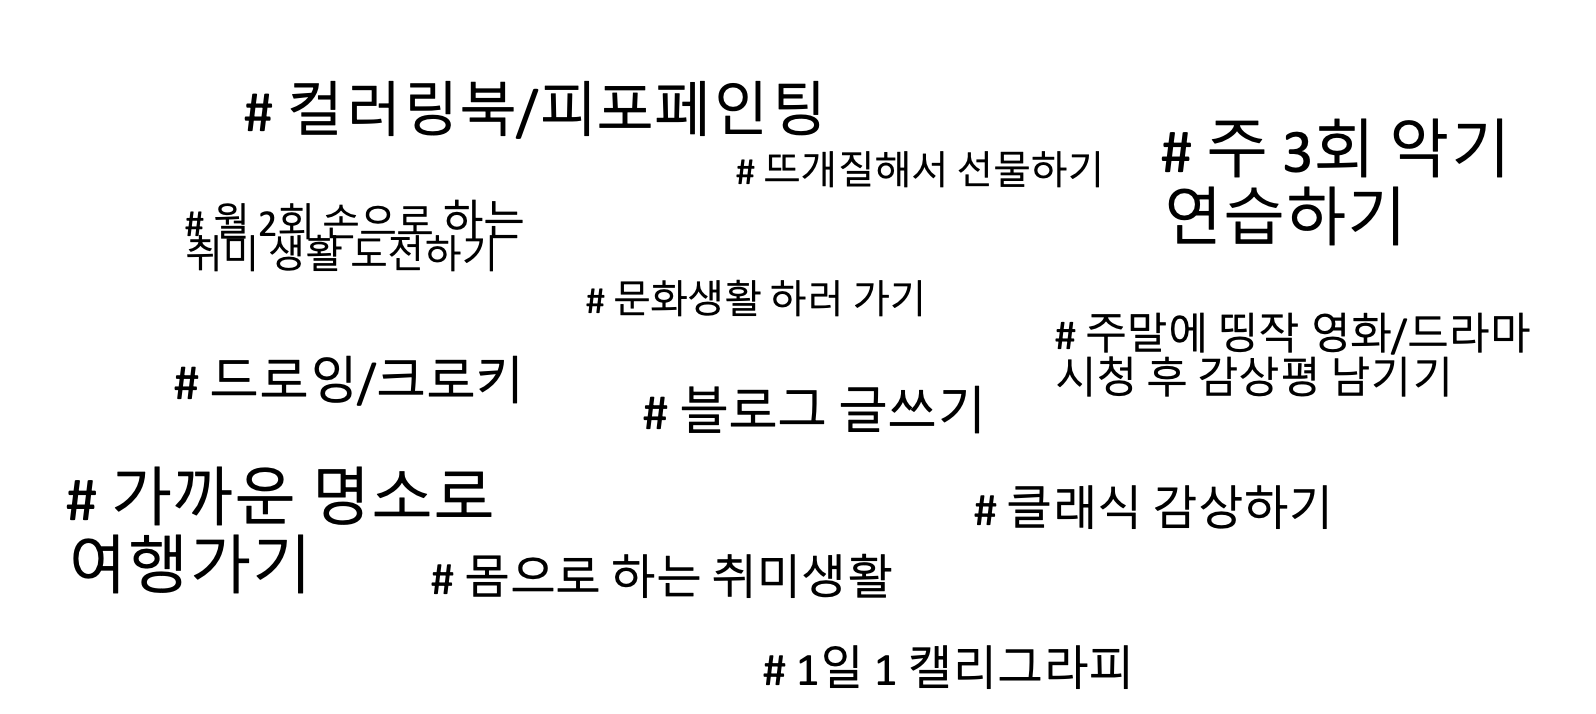 # 컬러링북/피포페인팅
# 뜨개질해서 선물하기
# 주 3회 악기
연습하기
# 월 2회 손으로 하는
취미 생활 도전하기
# 문화생활 하러 가기
# 주말에 띵작 영화/드라마
시청 후 감상평 남기기
# 드로잉/크로키
# 블로그 글쓰기
# 가까운 명소로
여행가기
# 클래식 감상하기
# 몸으로 하는 취미생활
# 1일 1 캘리그라피